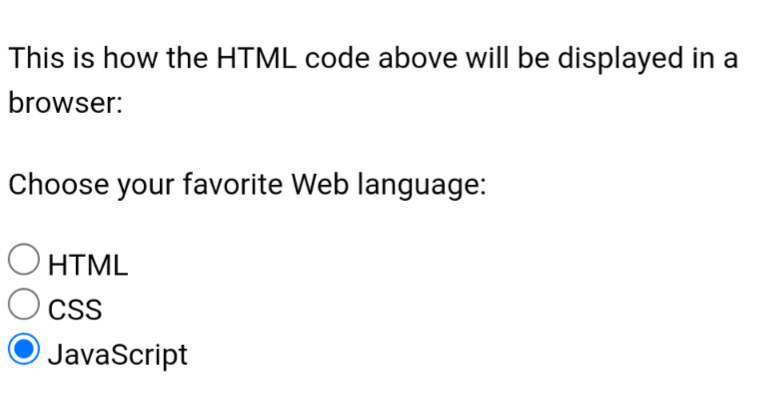 This is how the HTML code above will be displayed in a
browser:
Choose your favorite Web language:
HTML
CSS
JavaScript